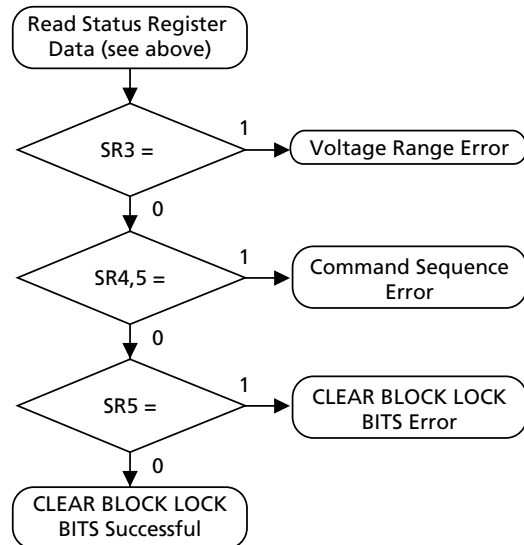 Read Status Register
Data (see above)
SR3 =
1
Voltage Range Error
0
SR4,5 =
1
Command Sequence
Error
0
SR5 =
1
CLEAR BLOCK LOCK
BITS Error
0
CLEAR BLOCK LOCK
BITS Successful